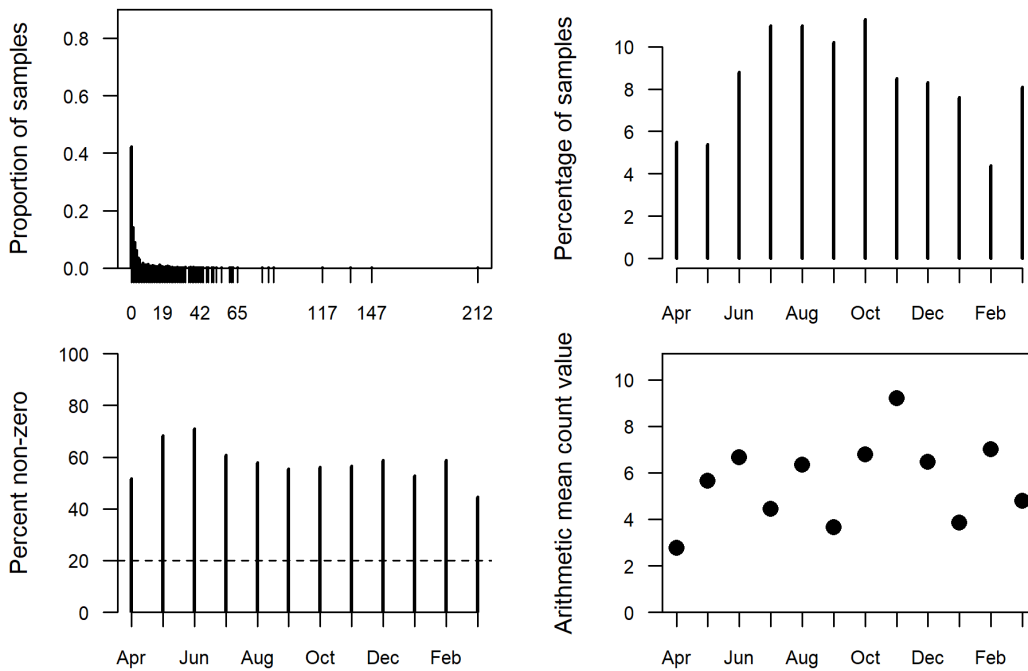 Proportion of samples
0.8
0.6
0.4
0.2
0.0
0 19 42 65 117 147 212
Percentage of samples
10
8
6
4
2
0
Apr Jun Aug Oct Dec Feb
Percent non-zero
100
80
60
40
20
0
Apr Jun Aug Oct Dec Feb
Arithmetic mean count value
10
8
6
4
2
0
Apr Jun Aug Oct Dec Feb